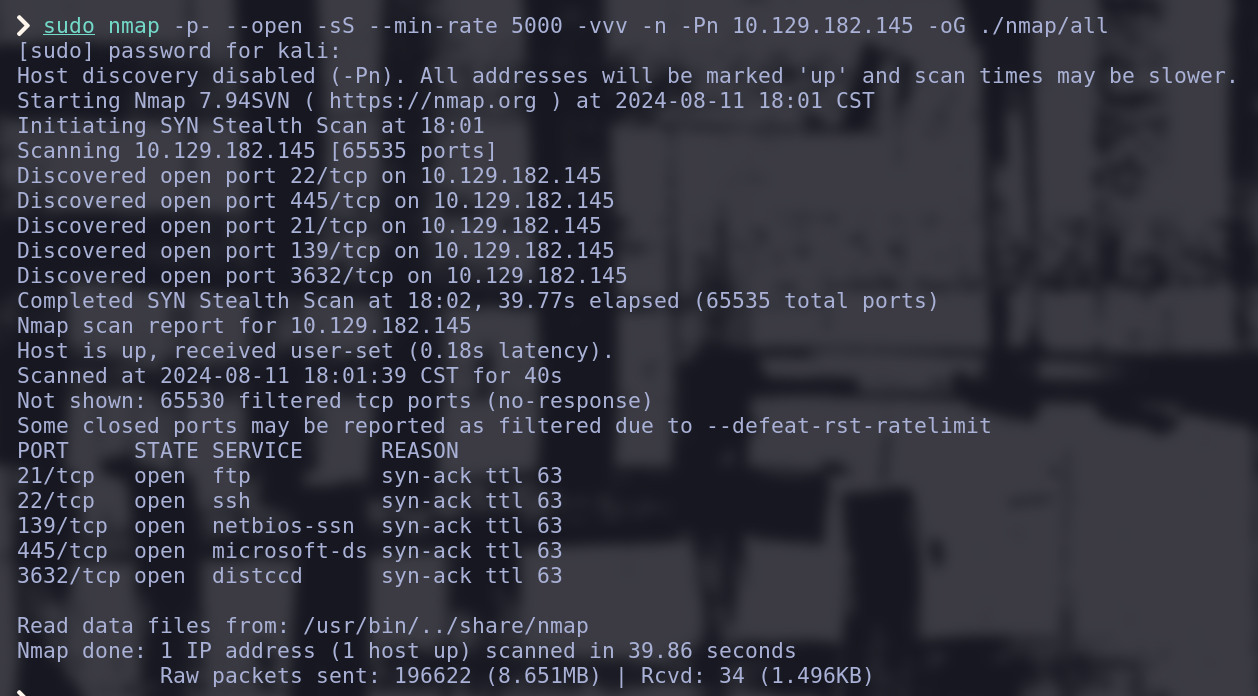 ❯ sudo nmap -p- --open -sS --min-rate 5000 -vvv -n -Pn 10.129.182.145 -oG ./nmap/all
[sudo] password for kali:
Host discovery disabled (-Pn). All addresses will be marked 'up' and scan times may be slower.
Starting Nmap 7.94SVN ( https://nmap.org ) at 2024-08-11 18:01 CST
Initiating SYN Stealth Scan at 18:01
Scanning 10.129.182.145 [65535 ports]
Discovered open port 22/tcp on 10.129.182.145
Discovered open port 445/tcp on 10.129.182.145
Discovered open port 21/tcp on 10.129.182.145
Discovered open port 139/tcp on 10.129.182.145
Discovered open port 3632/tcp on 10.129.182.145
Completed SYN Stealth Scan at 18:02, 39.77s elapsed (65535 total ports)
Nmap scan report for 10.129.182.145
Host is up, received user-set (0.18s latency).
Scanned at 2024-08-11 18:01:39 CST for 40s
Not shown: 65530 filtered tcp ports (no-response)
Some closed ports may be reported as filtered due to --defeat-rst-ratelimit
PORT     STATE SERVICE      REASON
21/tcp   open  ftp          syn-ack ttl 63
22/tcp   open  ssh          syn-ack ttl 63
139/tcp  open  netbios-ssn  syn-ack ttl 63
445/tcp  open  microsoft-ds syn-ack ttl 63
3632/tcp open  distccd      syn-ack ttl 63

Read data files from: /usr/bin/../share/nmap
Nmap done: 1 IP address (1 host up) scanned in 39.86 seconds
           Raw packets sent: 196622 (8.651MB) | Rcvd: 34 (1.496KB)